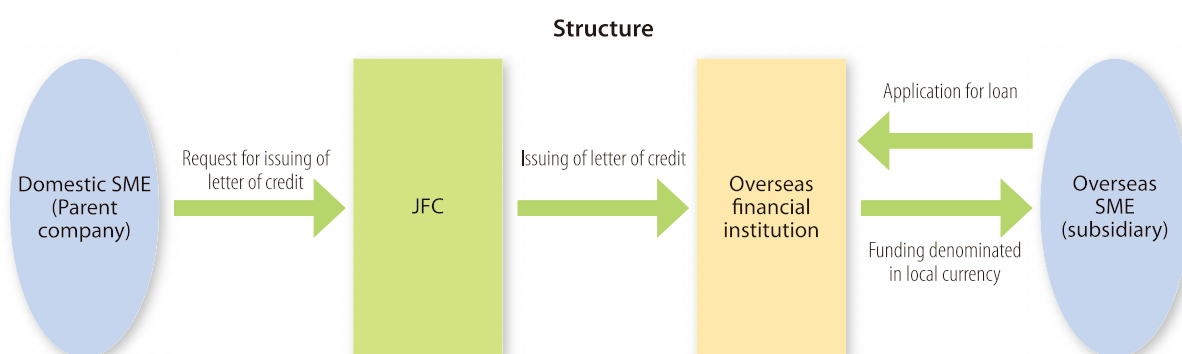 Structure
Domestic SME
(Parent
company)
Request for issuing of
letter of credit
JFC
Issuing of letter of credit
Overseas
financial
institution
Application for loan
Funding denominated
in local currency
Overseas
SME
(subsidiary)